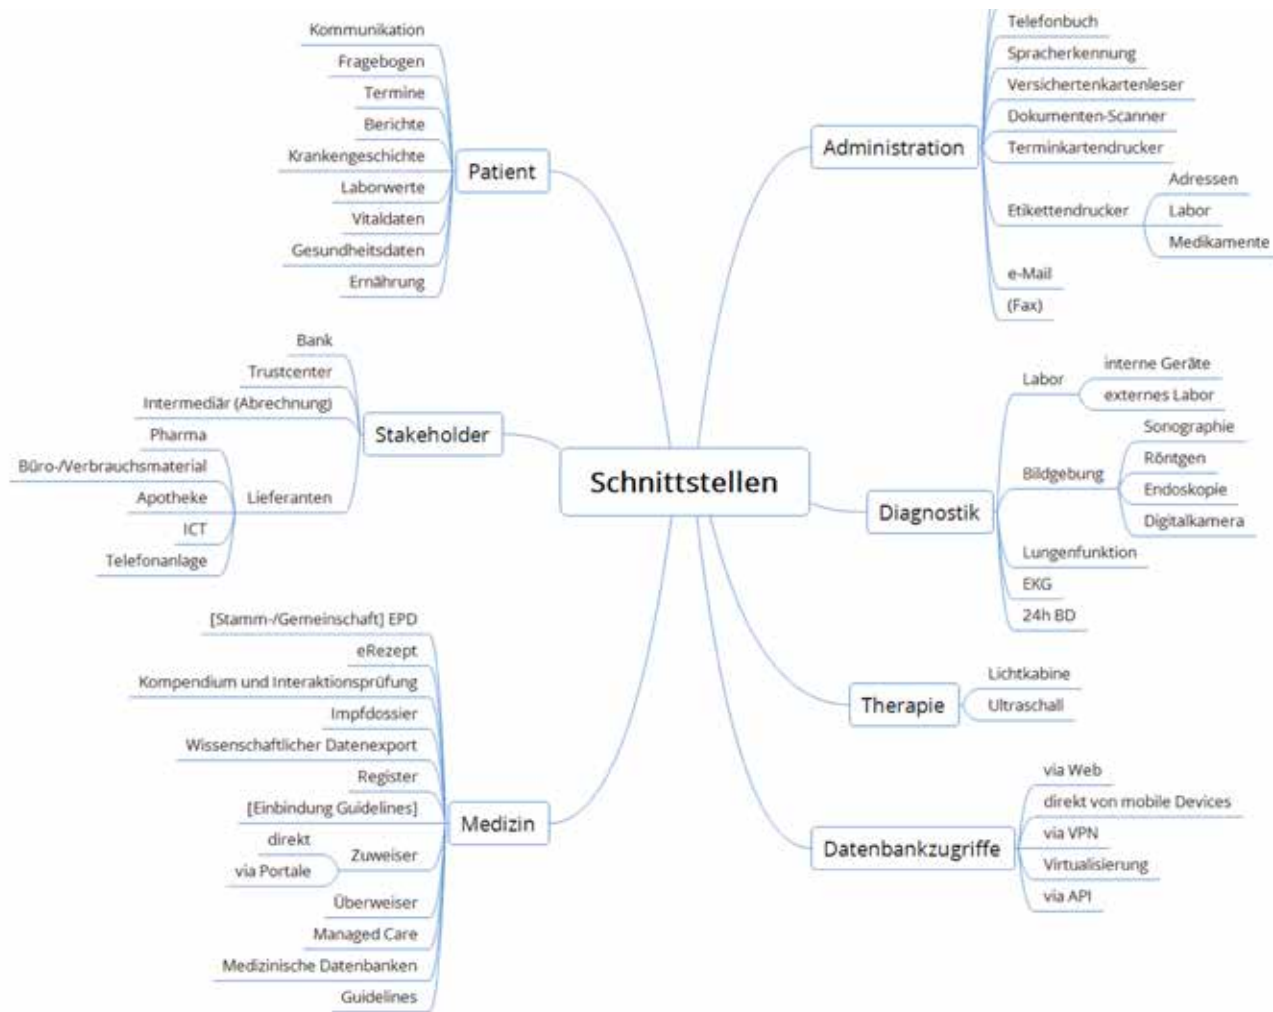 Schnittstellen
Patient
Kommunikation
Fragebogen
Termine
Berichte
Krankengeschichte
Laborwerte
Vitaldaten
Gesundheitsdaten
Ernährung
Stakeholder
Bank
Trustcenter
Intermediär (Abrechnung)
Lieferanten
Pharma
Büro-/Verbrauchsmaterial
Apotheke
ICT
Telefonanlage
Medizin
[Stamm-/Gemeinschaft] EPD
eRezept
Kompendium und Interaktionsprüfung
Impfdossier
Wissenschaftlicher Datenexport
Register
[Einbindung Guidelines]
Zuweiser
direkt
via Portale
Überweiser
Managed Care
Medizinische Datenbanken
Guidelines
Administration
Telefonbuch
Spracherkennung
Versichertenkartenleser
Dokumenten-Scanner
Terminkartendrucker
Etikettendrucker
Adressen
Labor
Medikamente
e-Mail
(Fax)
Diagnostik
Labor
interne Geräte
externes Labor
Bildgebung
Sonographie
Röntgen
Endoskopie
Digitalkamera
Lungenfunktion
EKG
24h BD
Therapie
Lichtkabine
Ultraschall
Datenbankzugriffe
via Web
direkt von mobile Devices
via VPN
Virtualisierung
via API